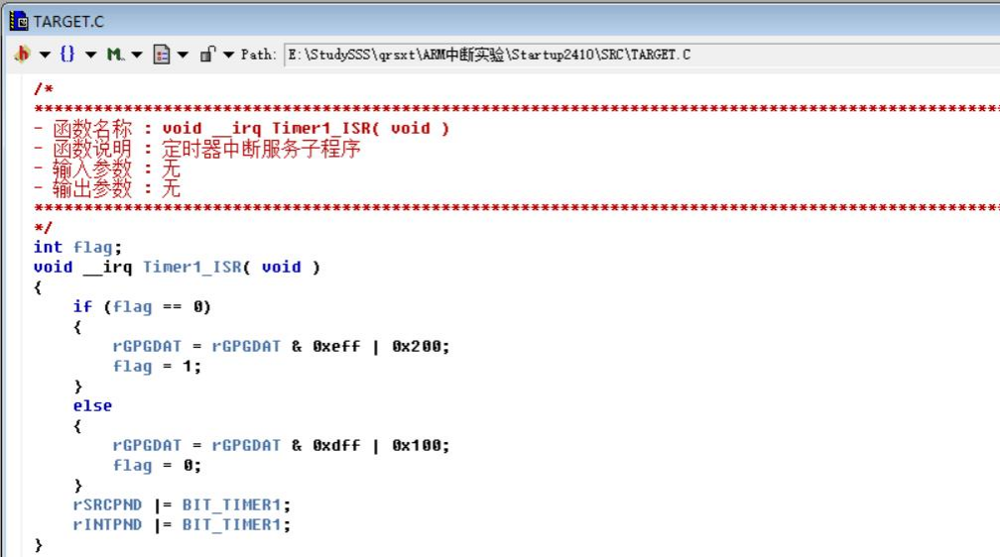 TARGET.C
{} M. Path: E:\StudySSS\qrsxt\ARM中断实验\Startup2410\SRC\TARGET.C
/*
****************************************************************************************************
- 函数名称 : void __irq Timer1_ISR( void )
- 函数说明 : 定时器中断服务子程序
- 输入参数 : 无
- 输出参数 : 无
****************************************************************************************************
*/
int flag;
void __irq Timer1_ISR( void )
{
    if (flag == 0)
    {
        rGPGDAT = rGPGDAT & 0xeff | 0x200;
        flag = 1;
    }
    else
    {
        rGPGDAT = rGPGDAT & 0xdff | 0x100;
        flag = 0;
    }
    rSRCPND |= BIT_TIMER1;
    rINTPND |= BIT_TIMER1;
}